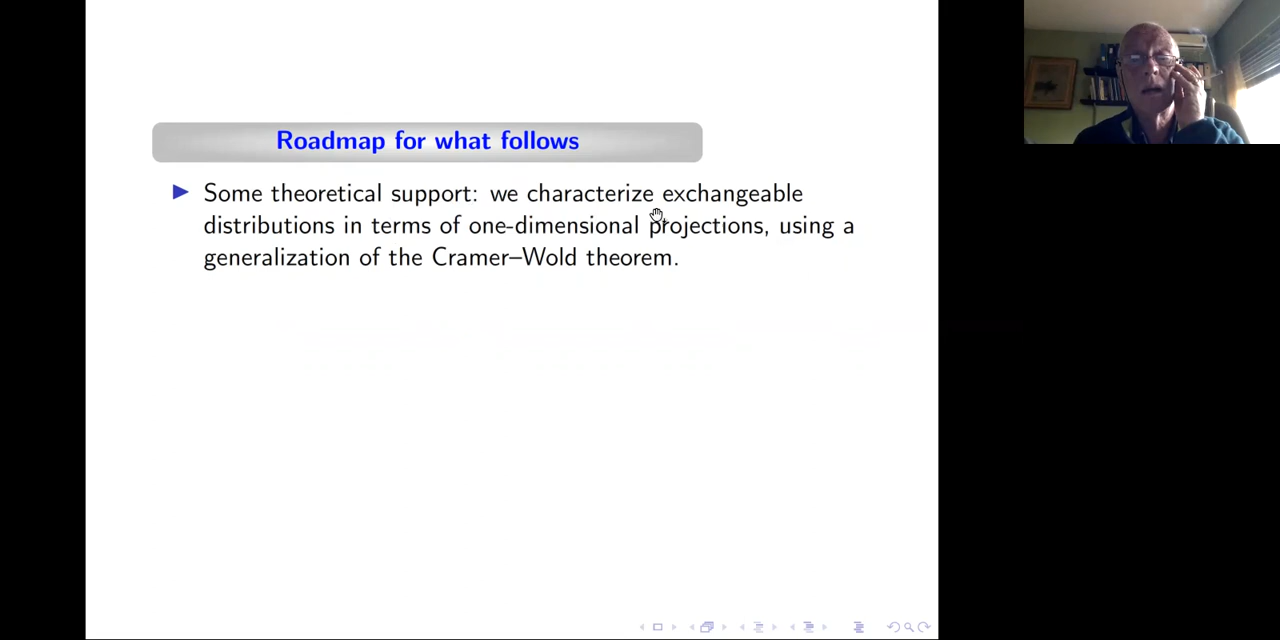 Roadmap for what follows
Some theoretical support: we characterize exchangeable
distributions in terms of one-dimensional projections, using a
generalization of the Cramer–Wold theorem.